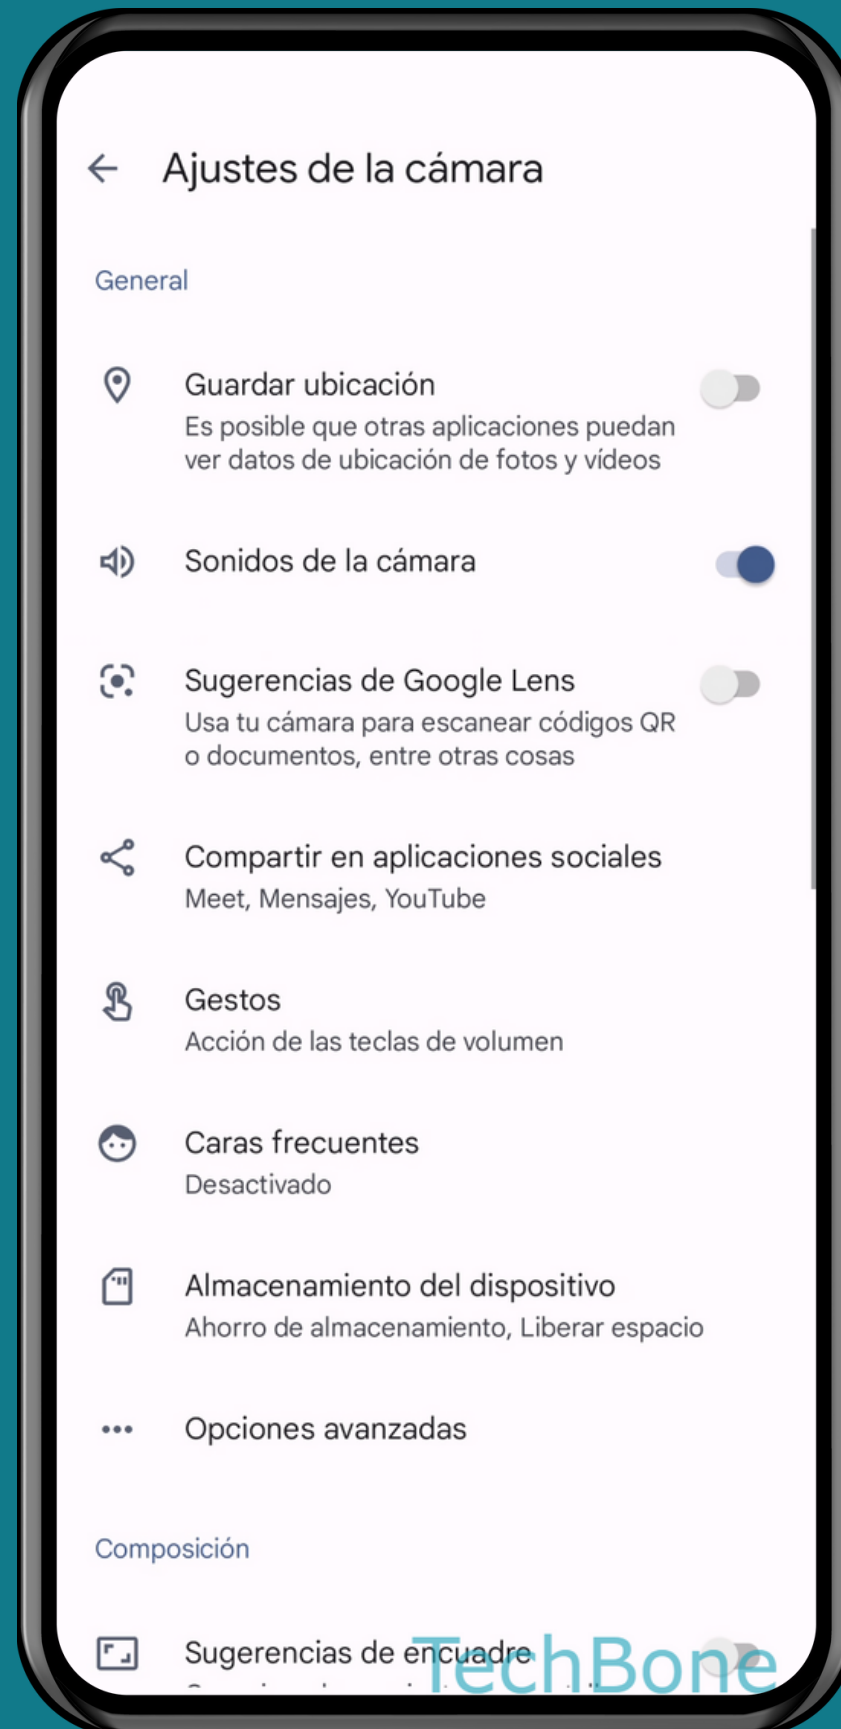 Ajustes de la cámara
General
Guardar ubicación
Es posible que otras aplicaciones puedan
ver datos de ubicación de fotos y vídeos
Sonidos de la cámara
Sugerencias de Google Lens
Usa tu cámara para escanear códigos QR
o documentos, entre otras cosas
Compartir en aplicaciones sociales
Meet, Mensajes, YouTube
Gestos
Acción de las teclas de volumen
Caras frecuentes
Desactivado
Almacenamiento del dispositivo
Ahorro de almacenamiento, Liberar espacio
Opciones avanzadas
Composición
Sugerencias de encuadre
TechBone